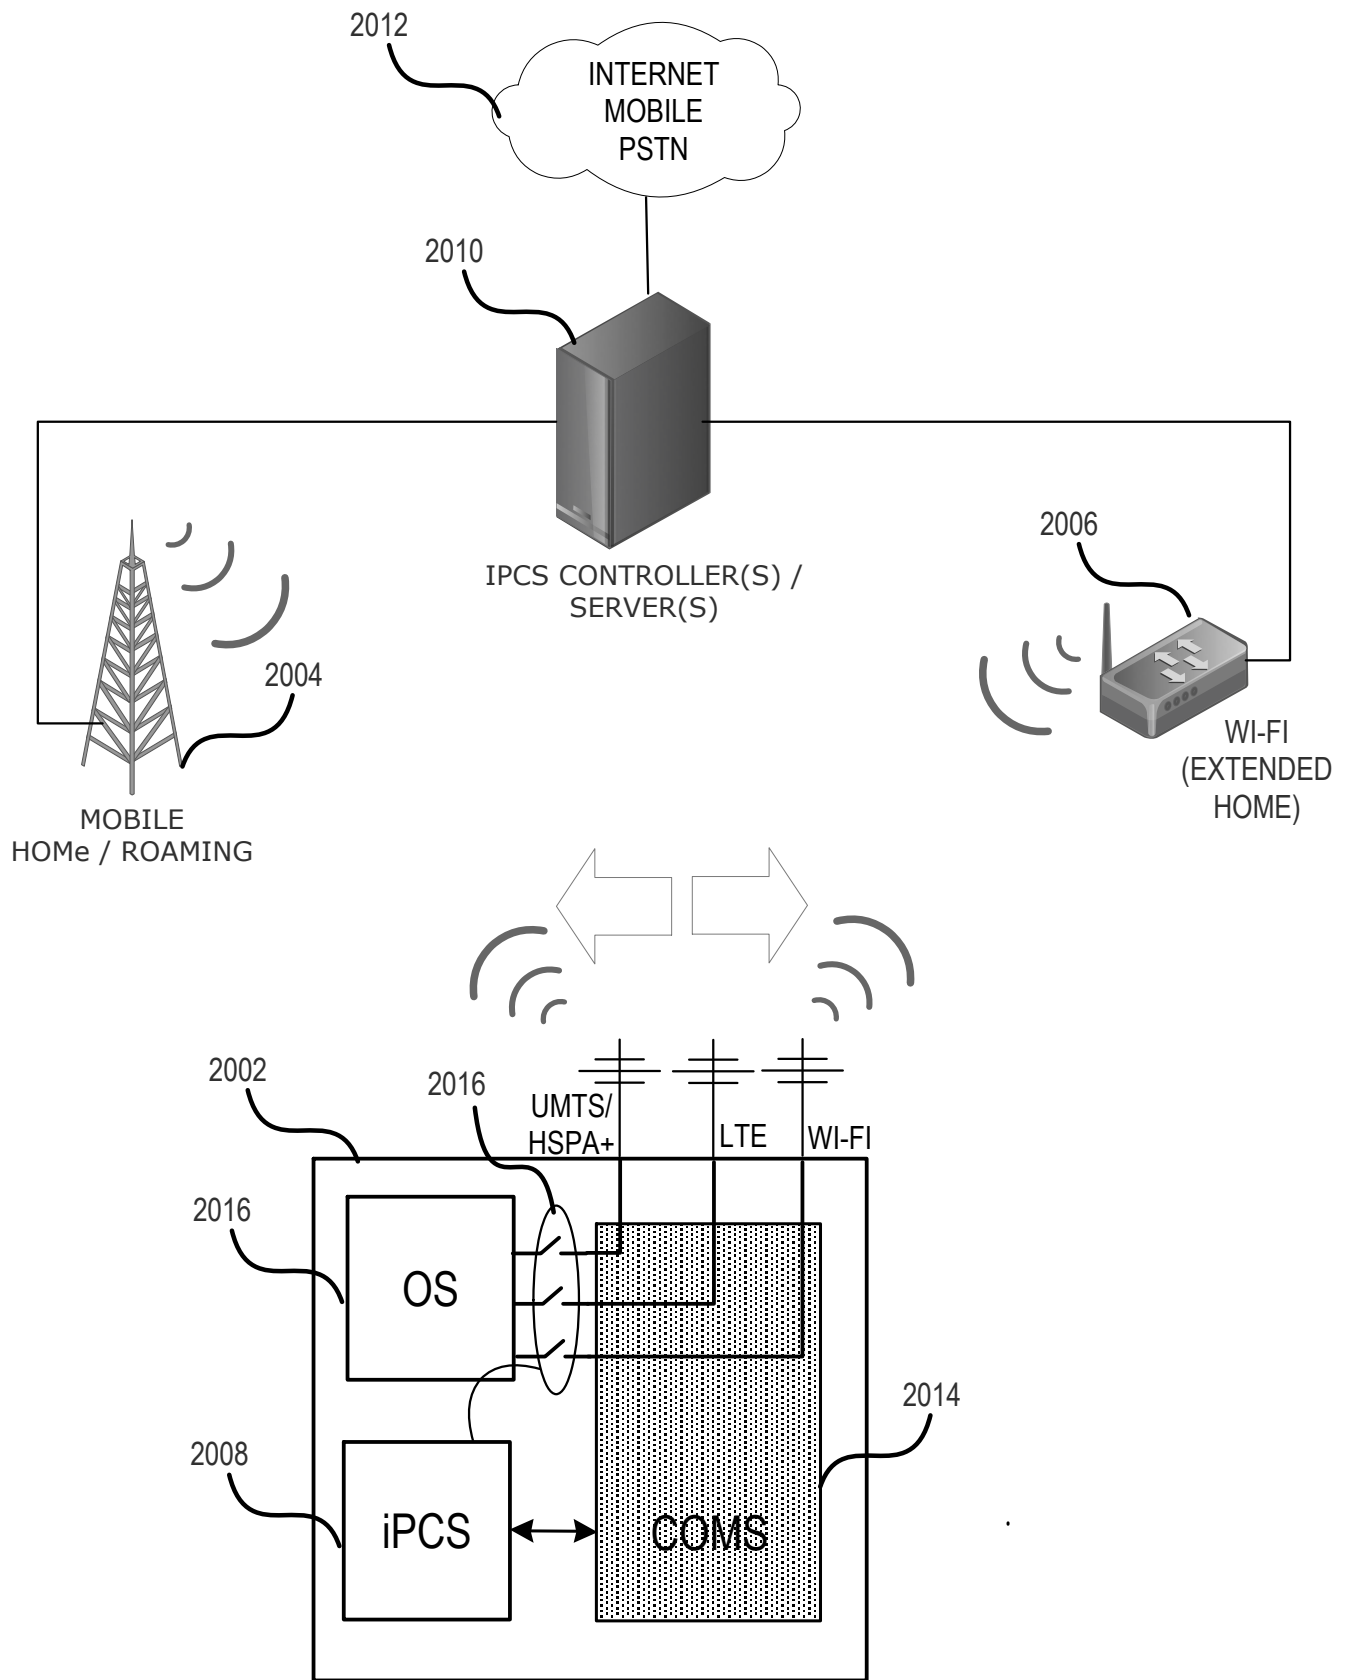 2012
INTERNET
MOBILE
PSTN
2010
IPCS CONTROLLER(S) /
SERVER(S)
2006
2004
WI-FI
(EXTENDED
HOME)
MOBILE
HOMe / ROAMING
2002
2016
UMTS/
HSPA+
LTE
WI-FI
2016
OS
2014
2008
iPCS
COMS